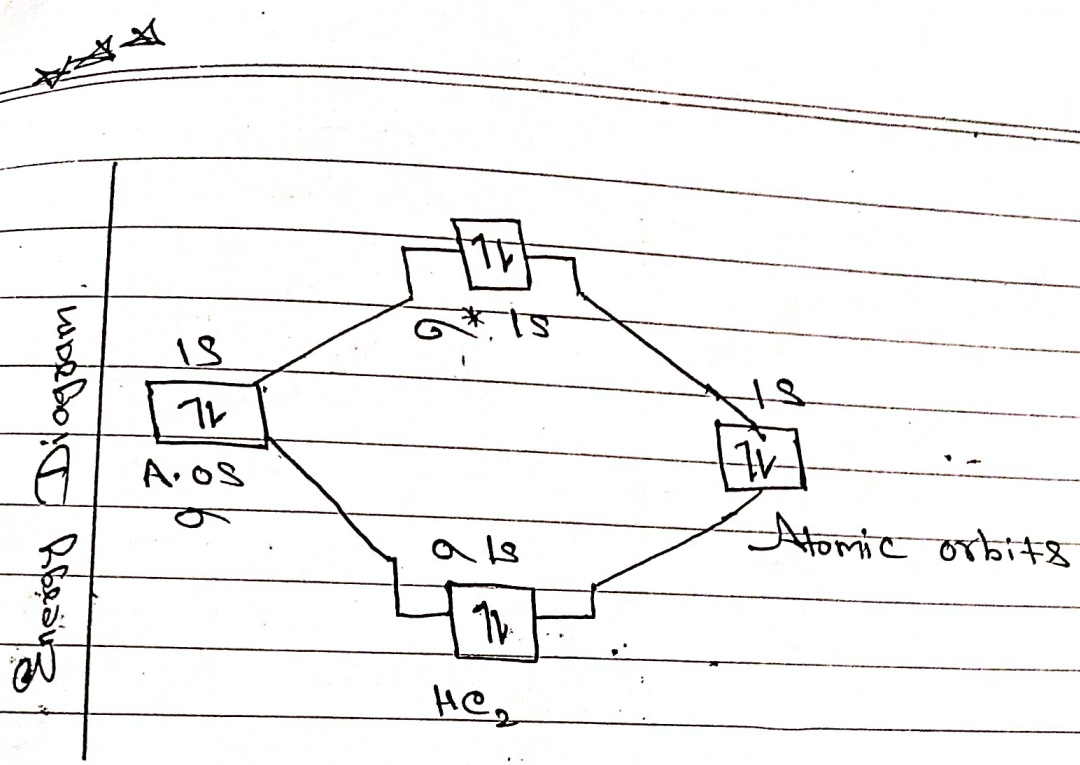 Energy Diagram
⥮
σ* 1s
1s
⥮
A.OS
σ
1s
⥮
Atomic orbits
σ 1s
⥮
He₂